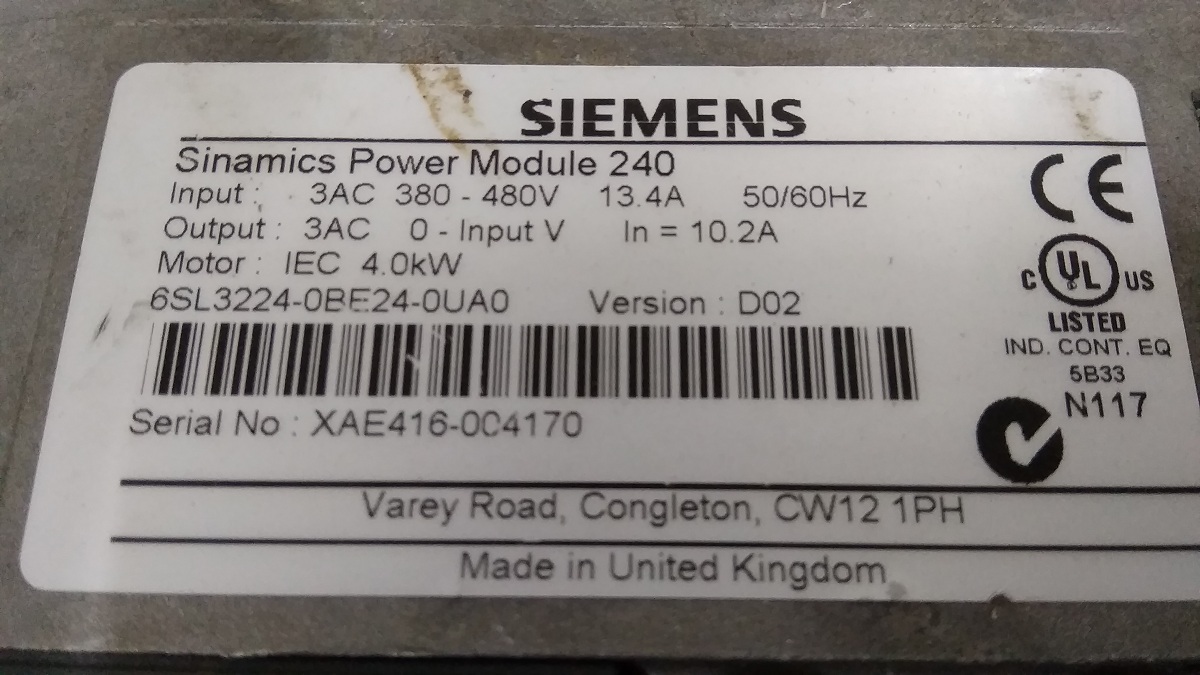 SIEMENS
Sinamics Power Module 240
Input : 3AC 380 - 480V 13.4A 50/60Hz
Output : 3AC 0 - Input V In = 10.2A
Motor : IEC 4.0kW
6SL3224-0BE24-0UA0 Version : D02
Serial No : XAE416-004170
CE
C UL US
LISTED
IND. CONT. EQ
5B33
N117
Varey Road, Congleton, CW12 1PH
Made in United Kingdom